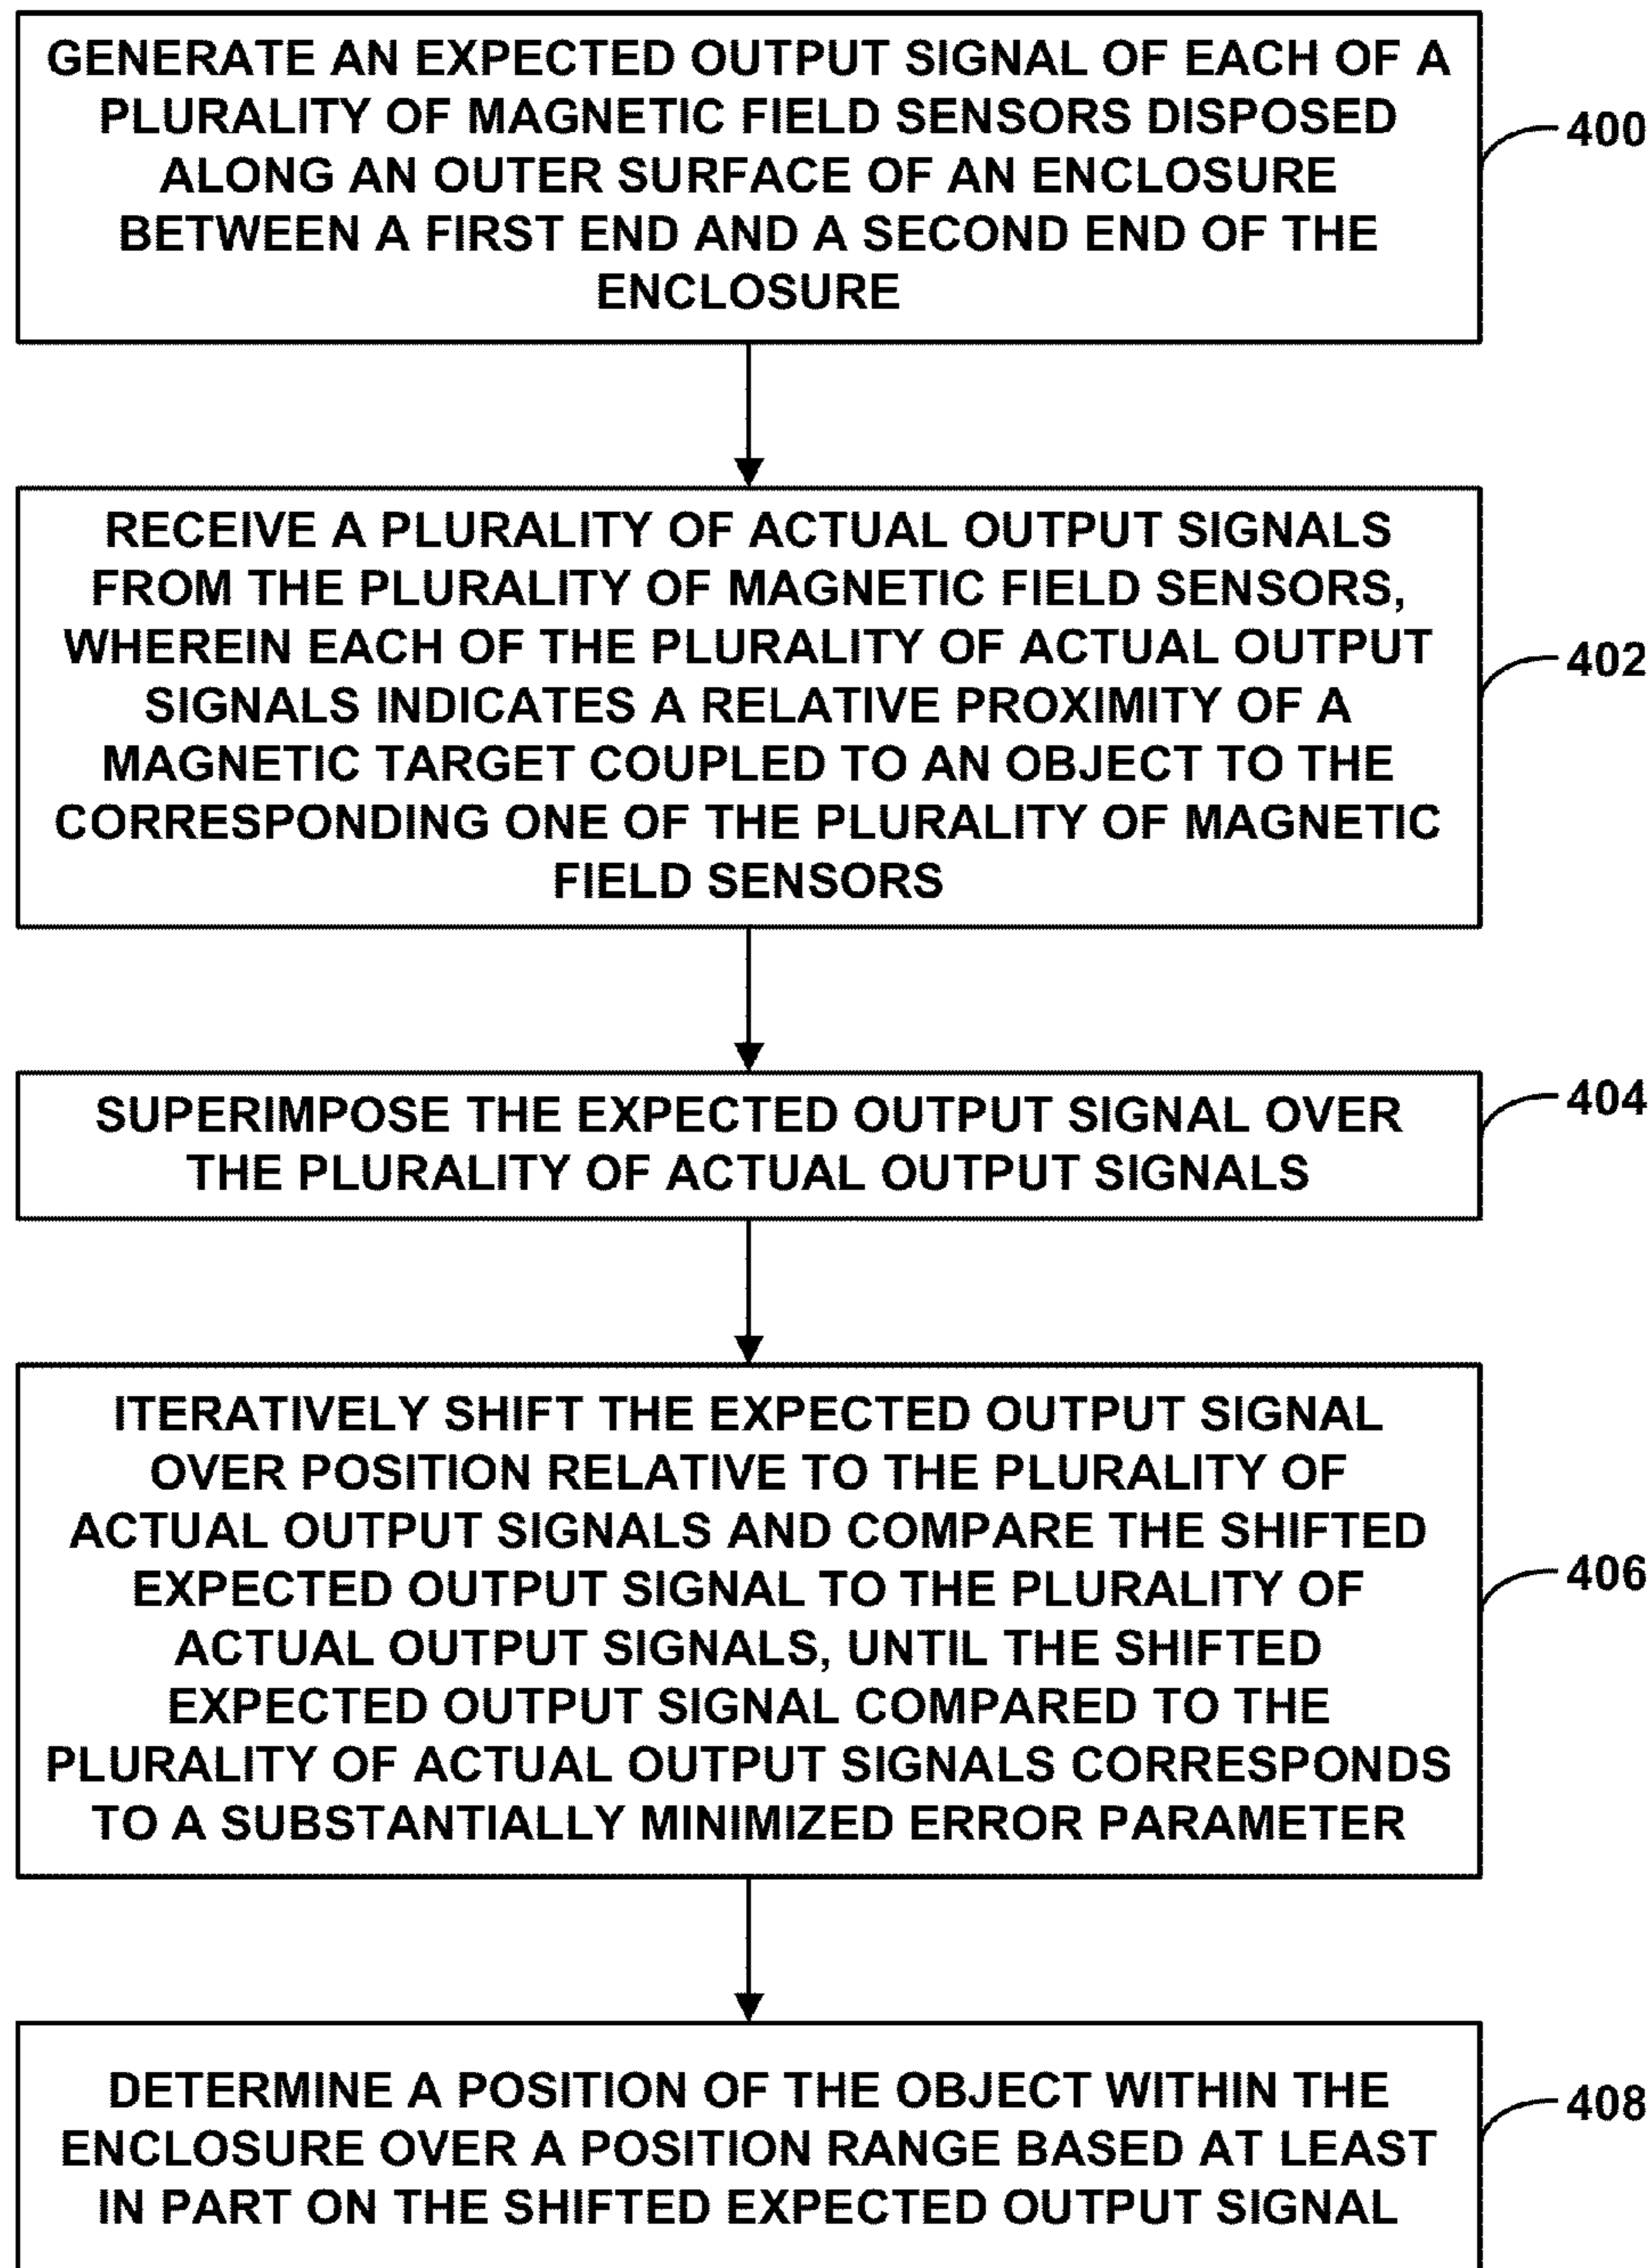 GENERATE AN EXPECTED OUTPUT SIGNAL OF EACH OF A
PLURALITY OF MAGNETIC FIELD SENSORS DISPOSED
ALONG AN OUTER SURFACE OF AN ENCLOSURE
BETWEEN A FIRST END AND A SECOND END OF THE
ENCLOSURE
400
RECEIVE A PLURALITY OF ACTUAL OUTPUT SIGNALS
FROM THE PLURALITY OF MAGNETIC FIELD SENSORS,
WHEREIN EACH OF THE PLURALITY OF ACTUAL OUTPUT
SIGNALS INDICATES A RELATIVE PROXIMITY OF A
MAGNETIC TARGET COUPLED TO AN OBJECT TO THE
CORRESPONDING ONE OF THE PLURALITY OF MAGNETIC
FIELD SENSORS
402
SUPERIMPOSE THE EXPECTED OUTPUT SIGNAL OVER
THE PLURALITY OF ACTUAL OUTPUT SIGNALS
404
ITERATIVELY SHIFT THE EXPECTED OUTPUT SIGNAL
OVER POSITION RELATIVE TO THE PLURALITY OF
ACTUAL OUTPUT SIGNALS AND COMPARE THE SHIFTED
EXPECTED OUTPUT SIGNAL TO THE PLURALITY OF
ACTUAL OUTPUT SIGNALS, UNTIL THE SHIFTED
EXPECTED OUTPUT SIGNAL COMPARED TO THE
PLURALITY OF ACTUAL OUTPUT SIGNALS CORRESPONDS
TO A SUBSTANTIALLY MINIMIZED ERROR PARAMETER
406
DETERMINE A POSITION OF THE OBJECT WITHIN THE
ENCLOSURE OVER A POSITION RANGE BASED AT LEAST
IN PART ON THE SHIFTED EXPECTED OUTPUT SIGNAL
408